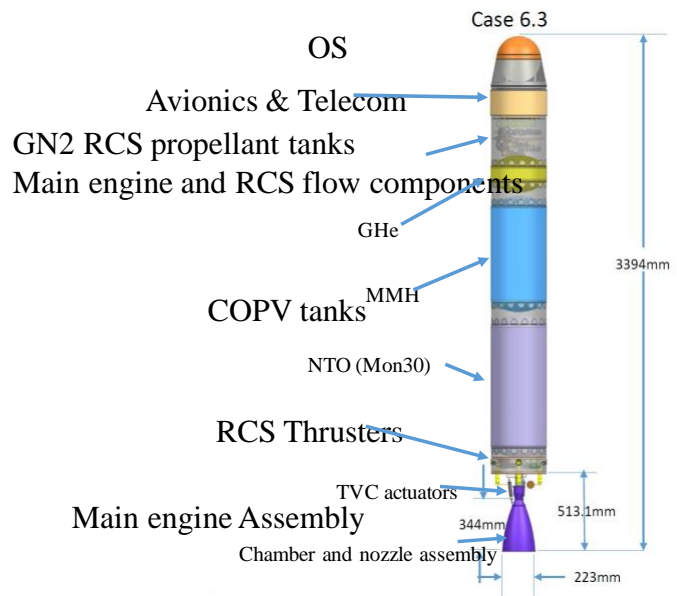 Case 6.3
OS
Avionics & Telecom
GN2 RCS propellant tanks
Main engine and RCS flow components
GHe
3394mm
MMH
COPV tanks
NTO (Mon30)
RCS Thrusters
TVC actuators
Main engine Assembly
513.1mm
344mm
Chamber and nozzle assembly
223mm